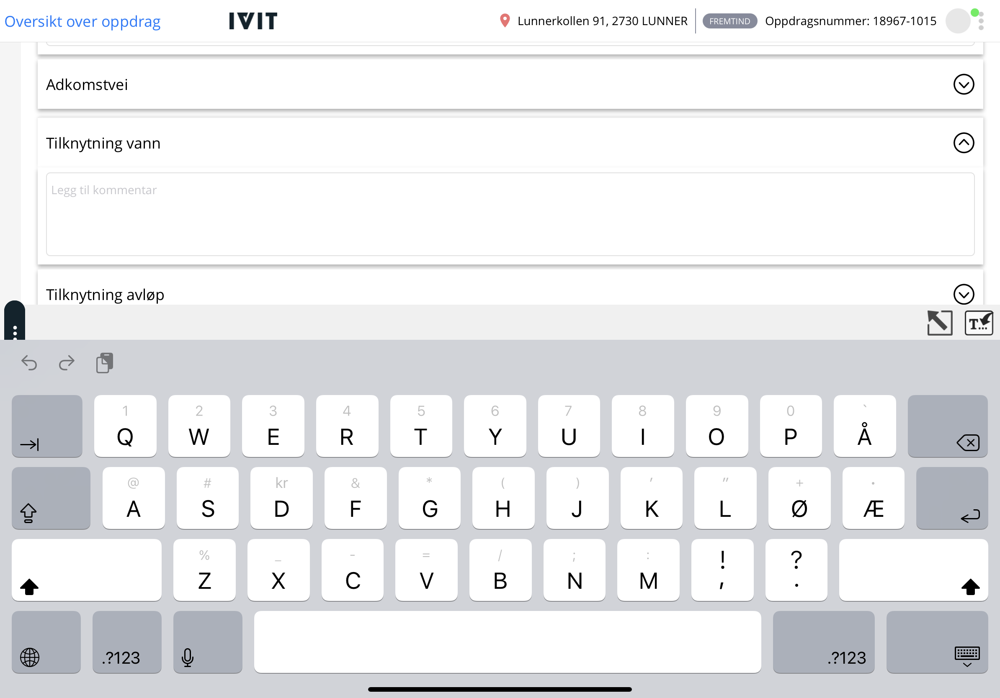 Oversikt over oppdrag
IVIT
Lunnerkollen 91, 2730 LUNNER
FREMTIND
Oppdragsnummer: 18967-1015
Adkomstvei
Tilknytning vann
Legg til kommentar
Tilknytning avløp
T...
1 2 3 4 5 6 7 8 9 0 `
Q W E R T Y U I O P Å
@ # kr & * ( ) ' " + •
A S D F G H J K L Ø Æ
% _ - = / ; : ! ?
Z X C V B N M , .
.?123 .?123